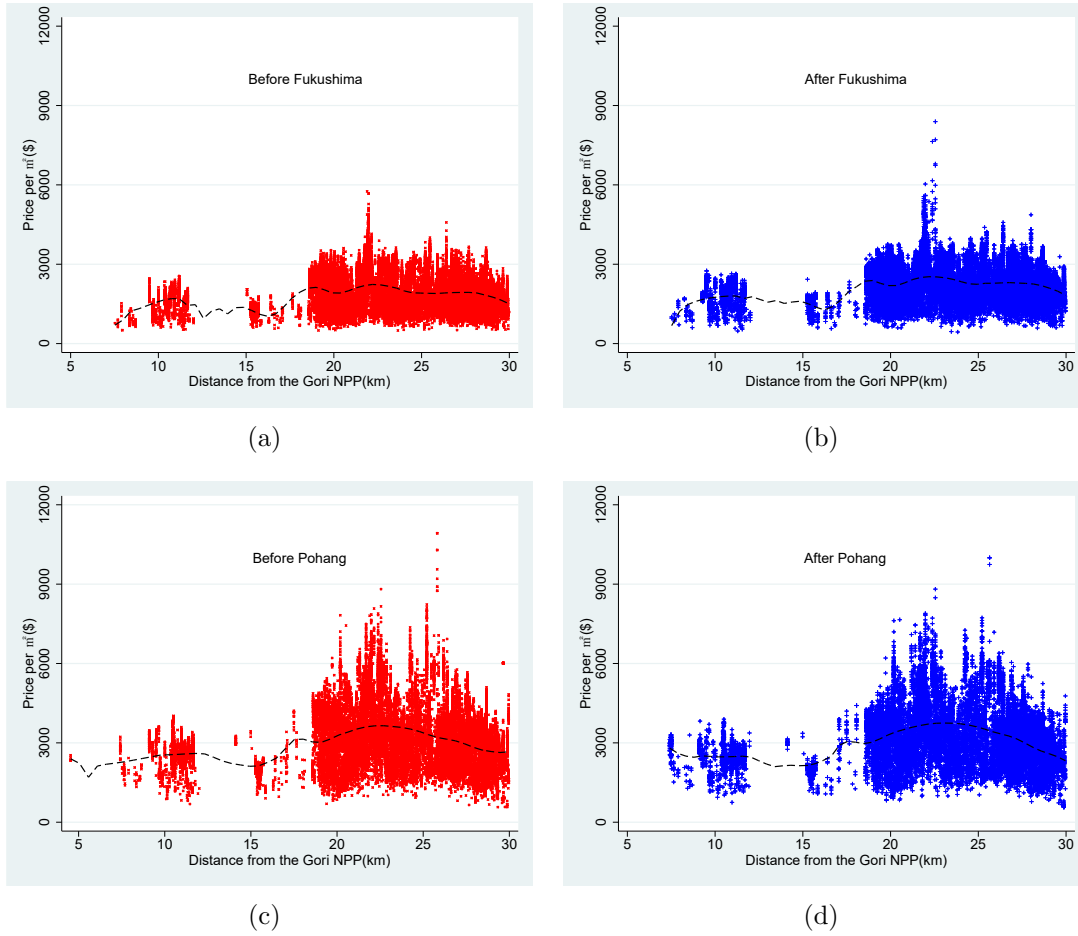 12000
9000
6000
3000
0
Price per ㎡($)
Before Fukushima
5
10
15
20
25
30
Distance from the Gori NPP(km)
(a)
12000
9000
6000
3000
0
Price per ㎡($)
After Fukushima
5
10
15
20
25
30
Distance from the Gori NPP(km)
(b)
12000
9000
6000
3000
0
Price per ㎡($)
Before Pohang
5
10
15
20
25
30
Distance from the Gori NPP(km)
(c)
12000
9000
6000
3000
0
Price per ㎡($)
After Pohang
5
10
15
20
25
30
Distance from the Gori NPP(km)
(d)